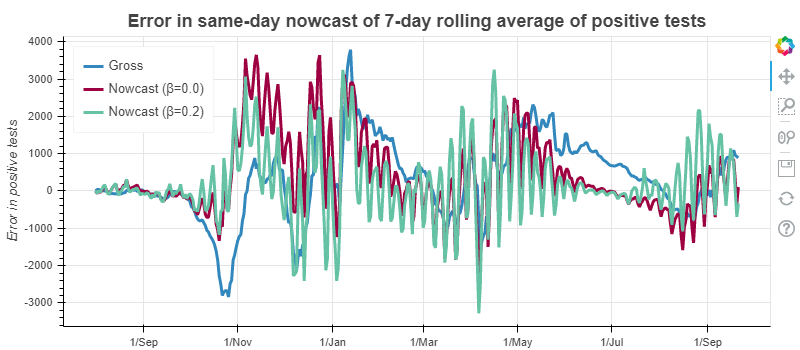 Error in same-day nowcast of 7-day rolling average of positive tests
Error in positive tests
4000
3000
2000
1000
0
-1000
-2000
-3000
Gross
Nowcast (β=0.0)
Nowcast (β=0.2)
1/Sep
1/Nov
1/Jan
1/Mar
1/May
1/Jul
1/Sep